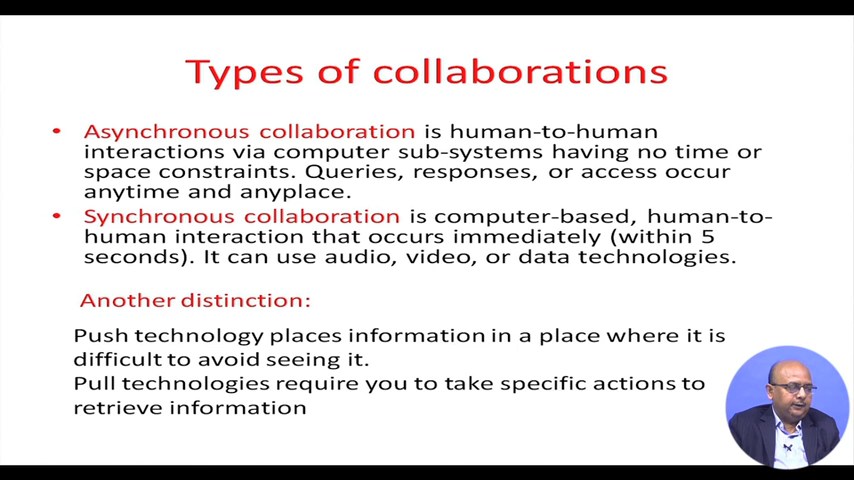 Types of collaborations
• Asynchronous collaboration is human-to-human
interactions via computer sub-systems having no time or
space constraints. Queries, responses, or access occur
anytime and anyplace.
• Synchronous collaboration is computer-based, human-to-
human interaction that occurs immediately (within 5
seconds). It can use audio, video, or data technologies.
Another distinction:
Push technology places information in a place where it is
difficult to avoid seeing it.
Pull technologies require you to take specific actions to
retrieve information